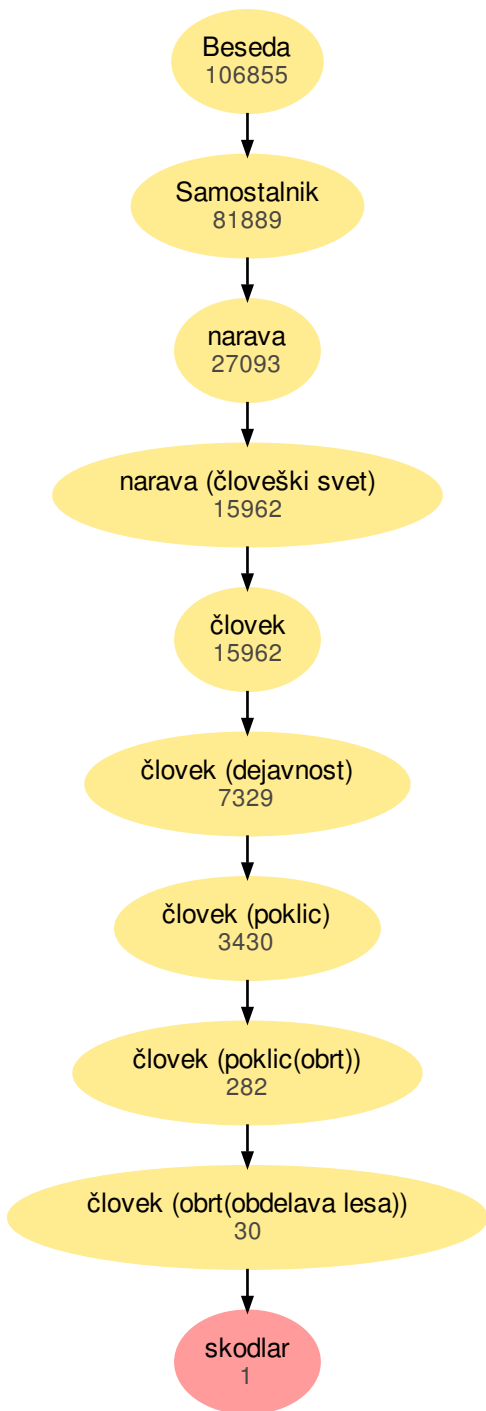 Beseda
106855
Samostalnik
81889
narava
27093
narava (človeški svet)
15962
človek
15962
človek (dejavnost)
7329
človek (poklic)
3430
človek (poklic(obrt))
282
človek (obrt(obdelava lesa))
30
skodlar
1